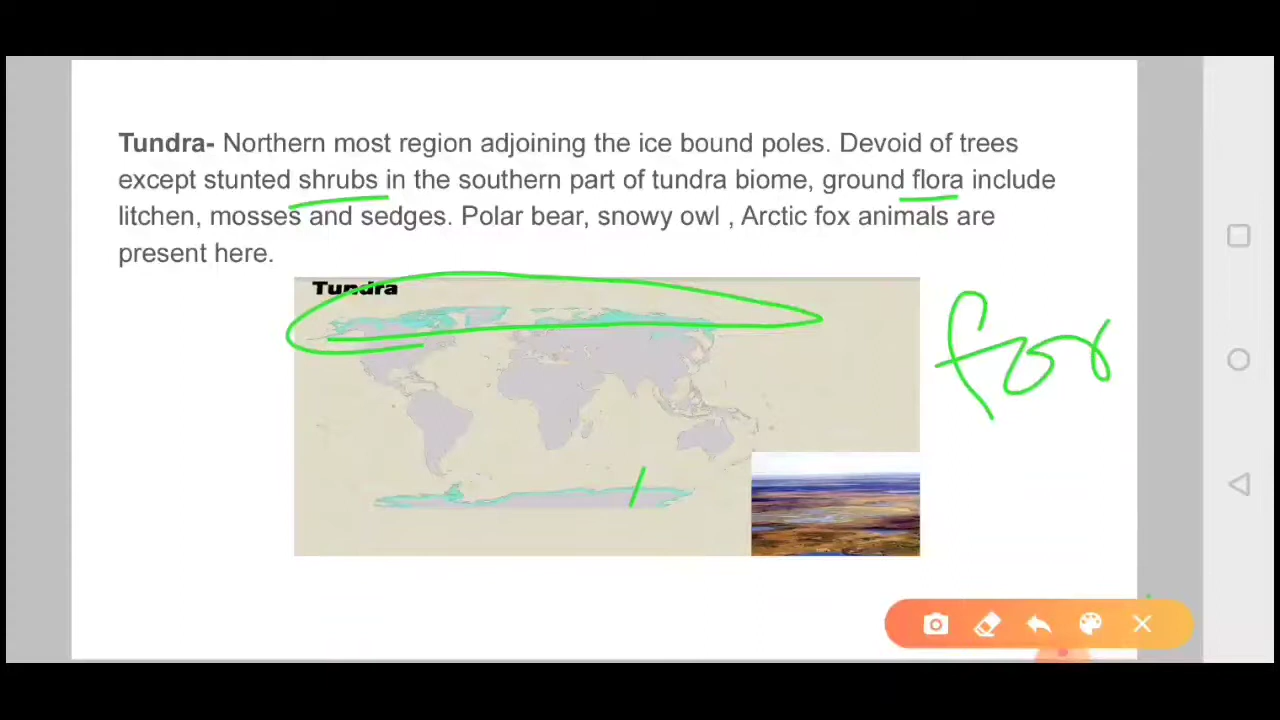 Tundra- Northern most region adjoining the ice bound poles. Devoid of trees
except stunted shrubs in the southern part of tundra biome, ground flora include
litchen, mosses and sedges. Polar bear, snowy owl , Arctic fox animals are
present here.
Tundra
for